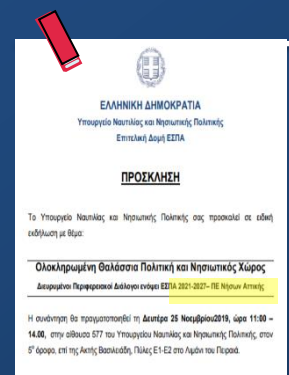 ΕΛΛΗΝΙΚΗ ΔΗΜΟΚΡΑΤΙΑ
Υπουργείο Ναυτιλίας και Νησιωτικής Πολιτικής
Επιτελική Δομή ΕΣΠΑ
ΠΡΟΣΚΛΗΣΗ
Το Υπουργείο Ναυτιλίας και Νησιωτικής Πολιτικής σας προσκαλεί σε ειδική
εκδήλωση με θέμα:
Ολοκληρωμένη Θαλάσσια Πολιτική και Νησιωτικός Χώρος
Διευρυμένοι Περιφερειακοί Διάλογοι ενόψει ΕΣΠΑ 2021-2027– ΠΕ Νήσων Αττικής
Η συνάντηση θα πραγματοποιηθεί τη Δευτέρα 25 Νοεμβρίου2019, ώρα 11:00 –
14.00, στην αίθουσα 577 του Υπουργείου Ναυτιλίας και Νησιωτικής Πολιτικής, στον
5° όροφο, επί της Ακτής Βασιλειάδη, Πύλες Ε1-Ε2 στο Λιμάνι του Πειραιά.